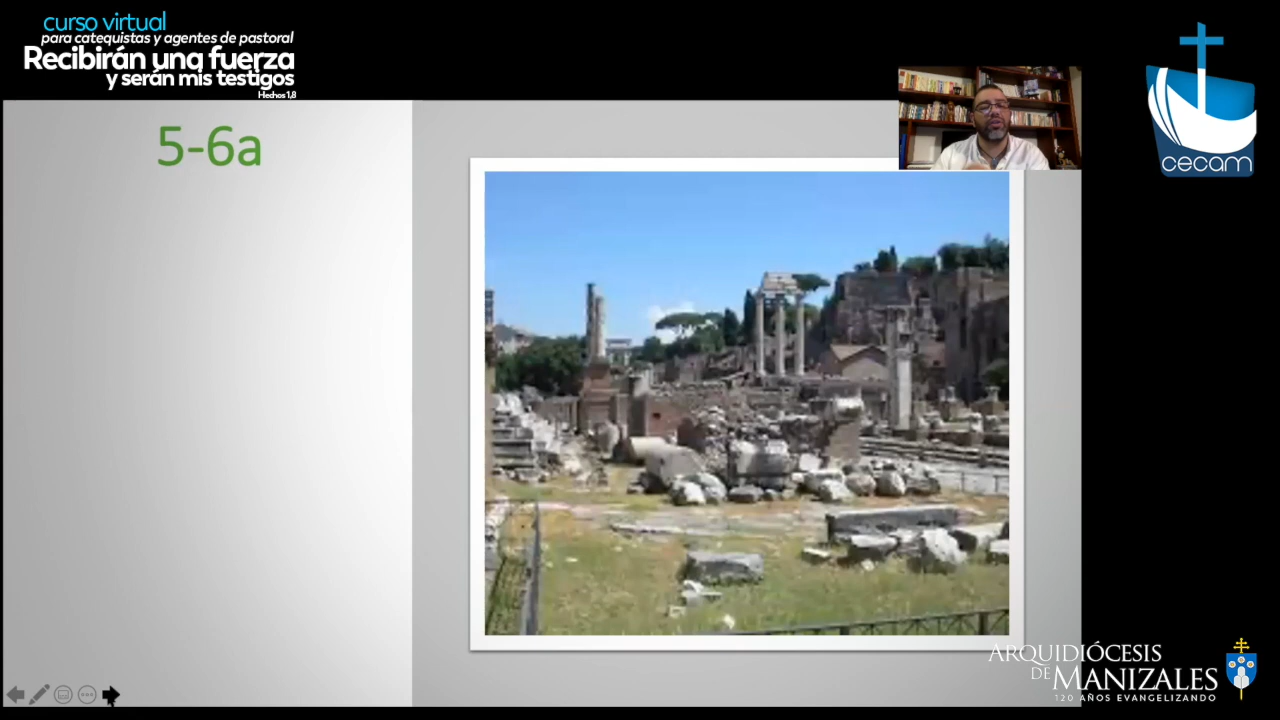 curso virtual
para catequistas y agentes de pastoral
Recibirán una fuerza
y serán mis testigos
Hechos 1,8
cecam
5-6a
ARQUIDIÓCESIS
DE MANIZALES
120 AÑOS EVANGELIZANDO